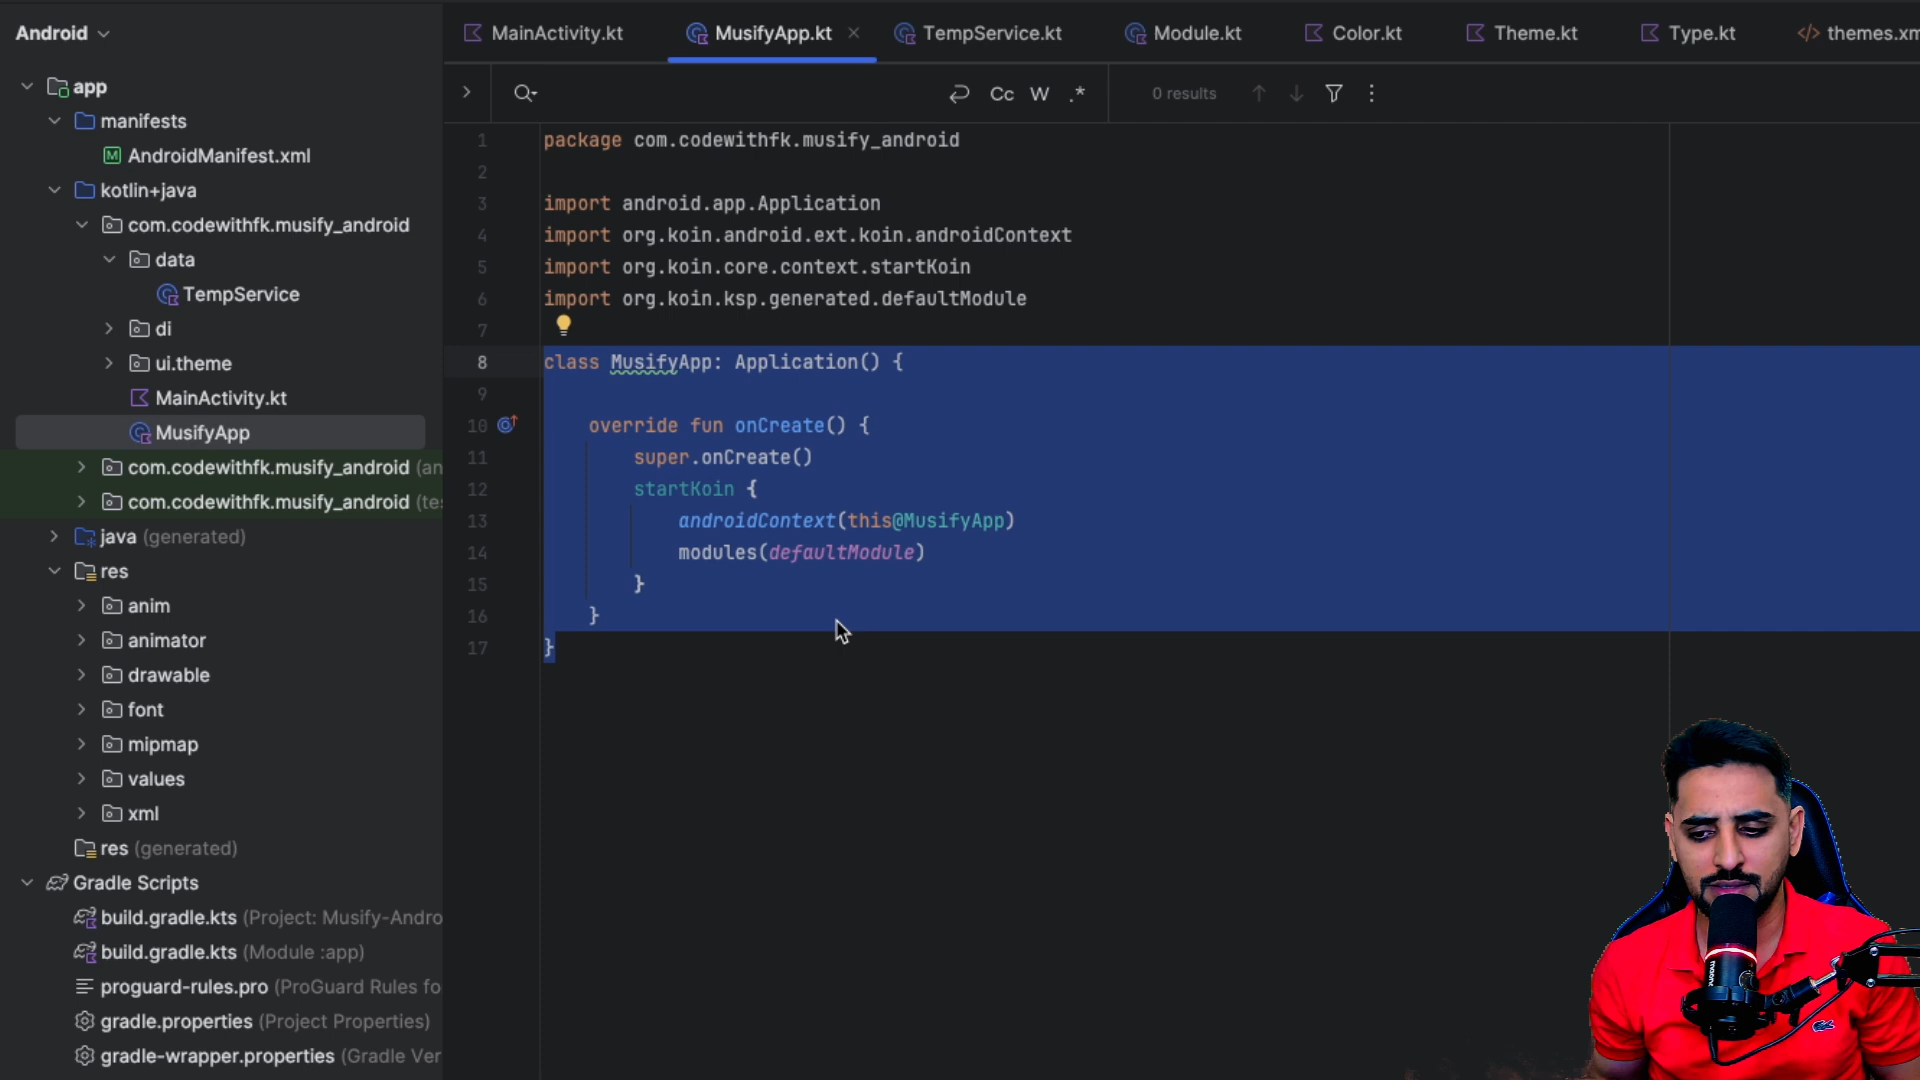 Android
MainActivity.kt
MusifyApp.kt
TempService.kt
Module.kt
Color.kt
Theme.kt
Type.kt
themes.xm
app
manifests
AndroidManifest.xml
kotlin+java
com.codewithfk.musify_android
data
TempService
di
ui.theme
MainActivity.kt
MusifyApp
com.codewithfk.musify_android (an
com.codewithfk.musify_android (tes
java (generated)
res
anim
animator
drawable
font
mipmap
values
xml
res (generated)
Gradle Scripts
build.gradle.kts (Project: Musify-Andro
build.gradle.kts (Module :app)
proguard-rules.pro (ProGuard Rules fo
gradle.properties (Project Properties)
gradle-wrapper.properties (Gradle Ver
Cc W .* 0 results
1 package com.codewithfk.musify_android
2
3 import android.app.Application
4 import org.koin.android.ext.koin.androidContext
5 import org.koin.core.context.startKoin
6 import org.koin.ksp.generated.defaultModule
7
8 class MusifyApp: Application() {
9
10 override fun onCreate() {
11 super.onCreate()
12 startKoin {
13 androidContext(this@MusifyApp)
14 modules(defaultModule)
15 }
16 }
17 }